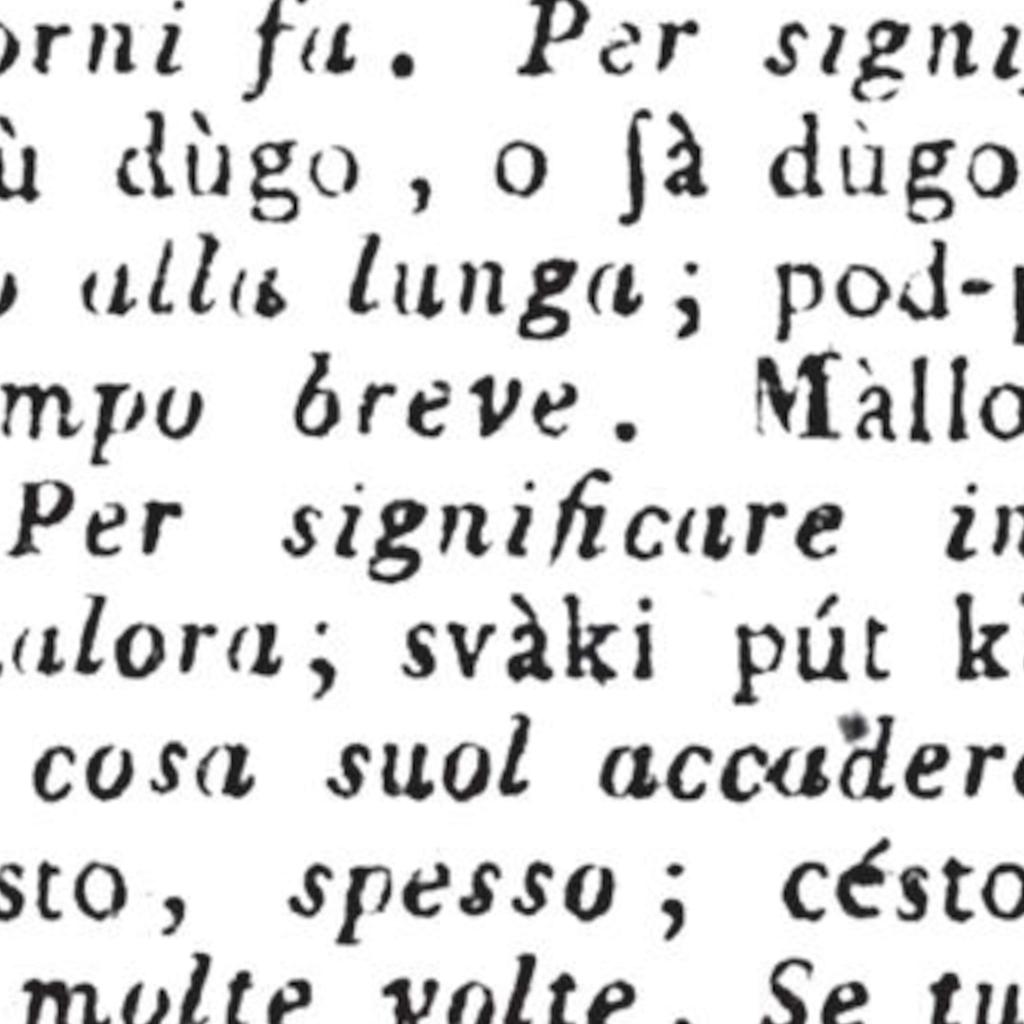 orni fa. Per signi
ù dùgo, o ſà dùgo
alla lunga; pod-p
mpo breve. Màllo
Per significare in
alora; svàki pút k
cosa suol accadere
sto, spesso; césto
molte volte. Se tu